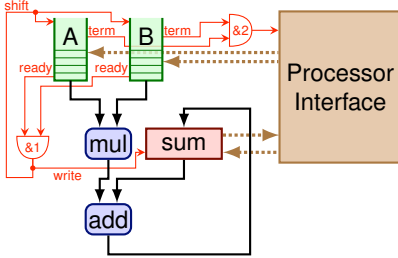 shift
A
B
term
term
&2
ready
ready
Processor
Interface
&1
mul
sum
write
add